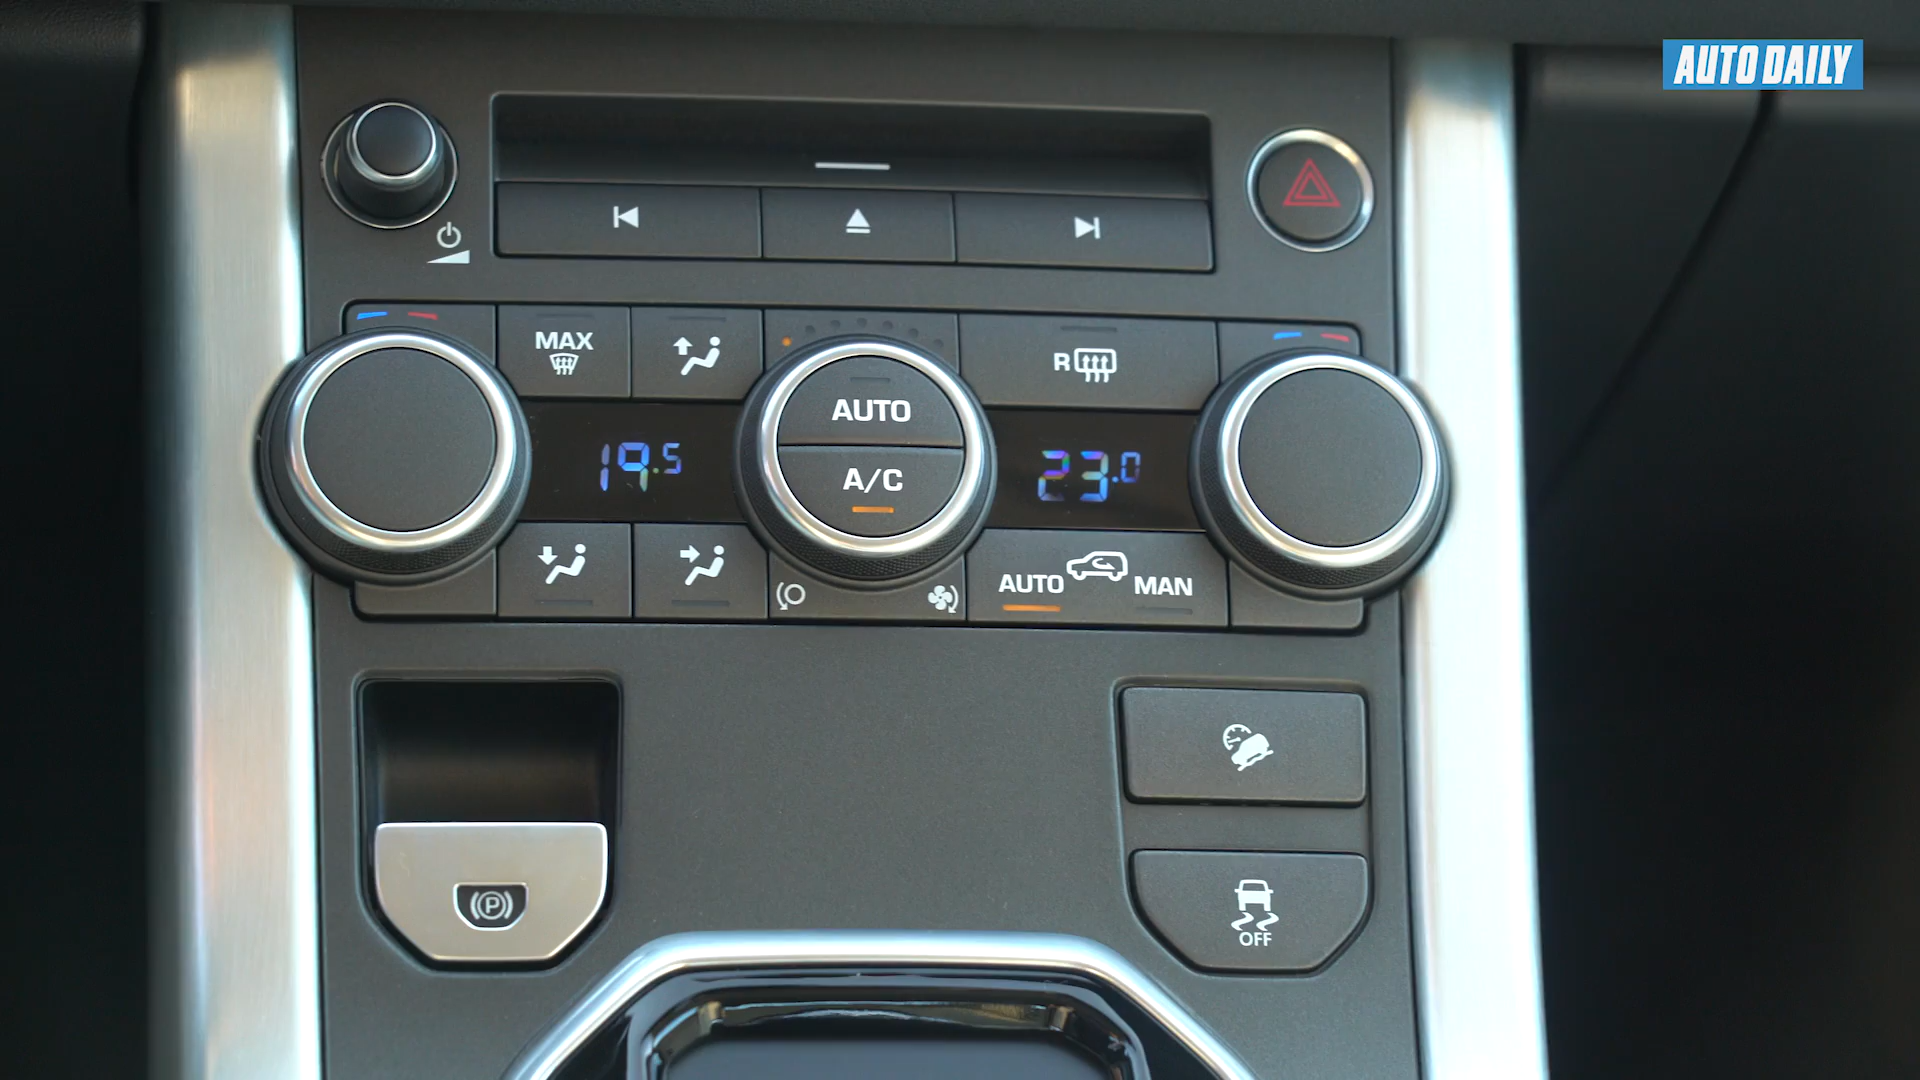 AUTO DAILY
MAX
R
AUTO
19.5
23.0
A/C
AUTO
MAN
P
OFF